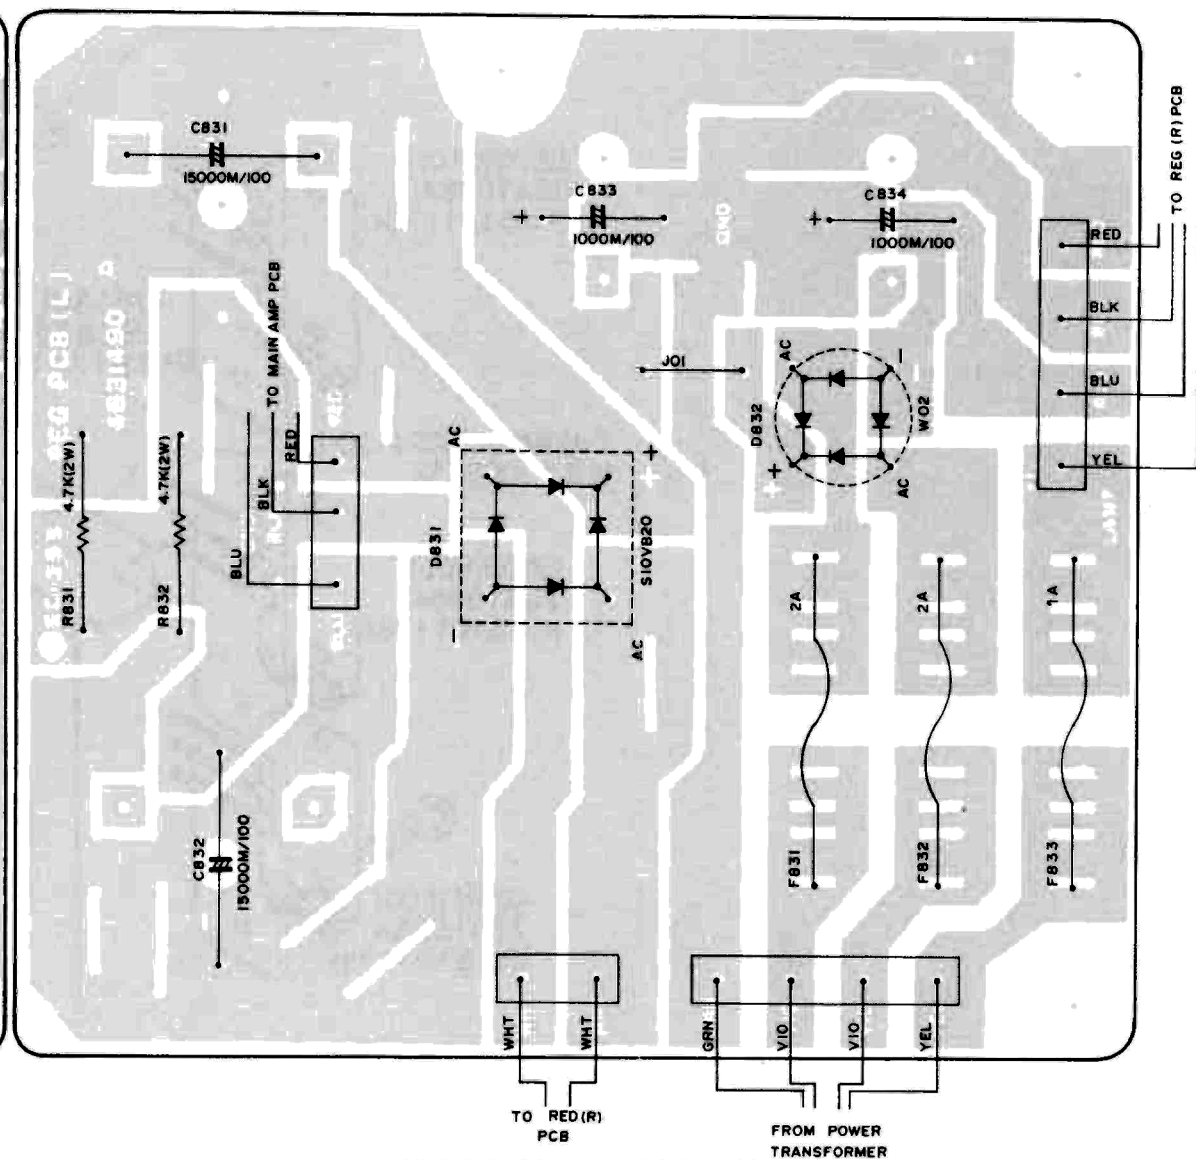 C831
15000M/100
C833
1000M/100
C834
1000M/100
GND
REG PCB (L)
TO MAIN AMP PCB
RED
BLK
BLU
4.7K(2W)
R831
4.7K(2W)
R832
D831
AC
+
S10VB20
−
AC
+
J01
D832
AC
−
W02
+
AC
+
RED
BLK
BLU
YEL
TO REG (R) PCB
LAMP
2A
F831
2A
F832
1A
F833
C832
15000M/100
WHT
WHT
TO RED(R)
PCB
GRN
VIO
VIO
YEL
FROM POWER
TRANSFORMER